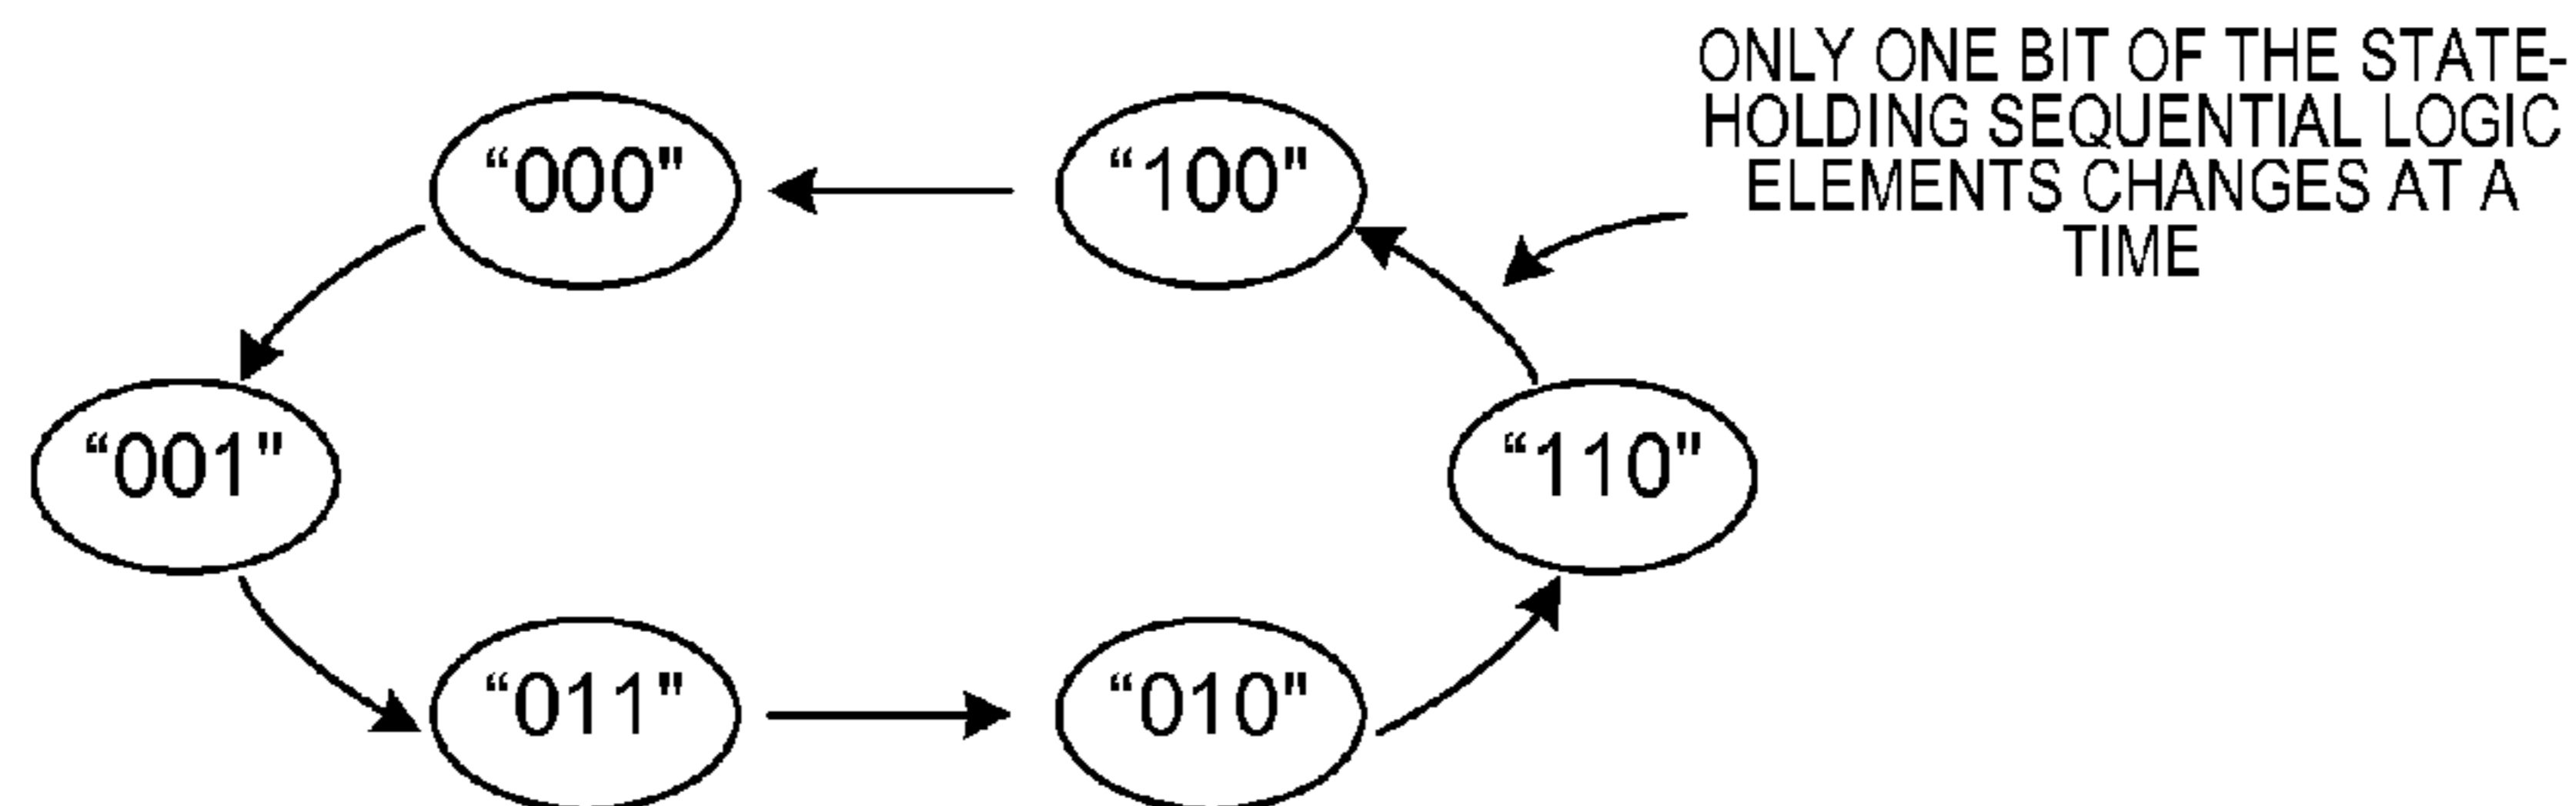 ONLY ONE BIT OF THE STATE-
HOLDING SEQUENTIAL LOGIC
ELEMENTS CHANGES AT A
TIME
“000"
“100"
“001"
“110"
“011"
“010"